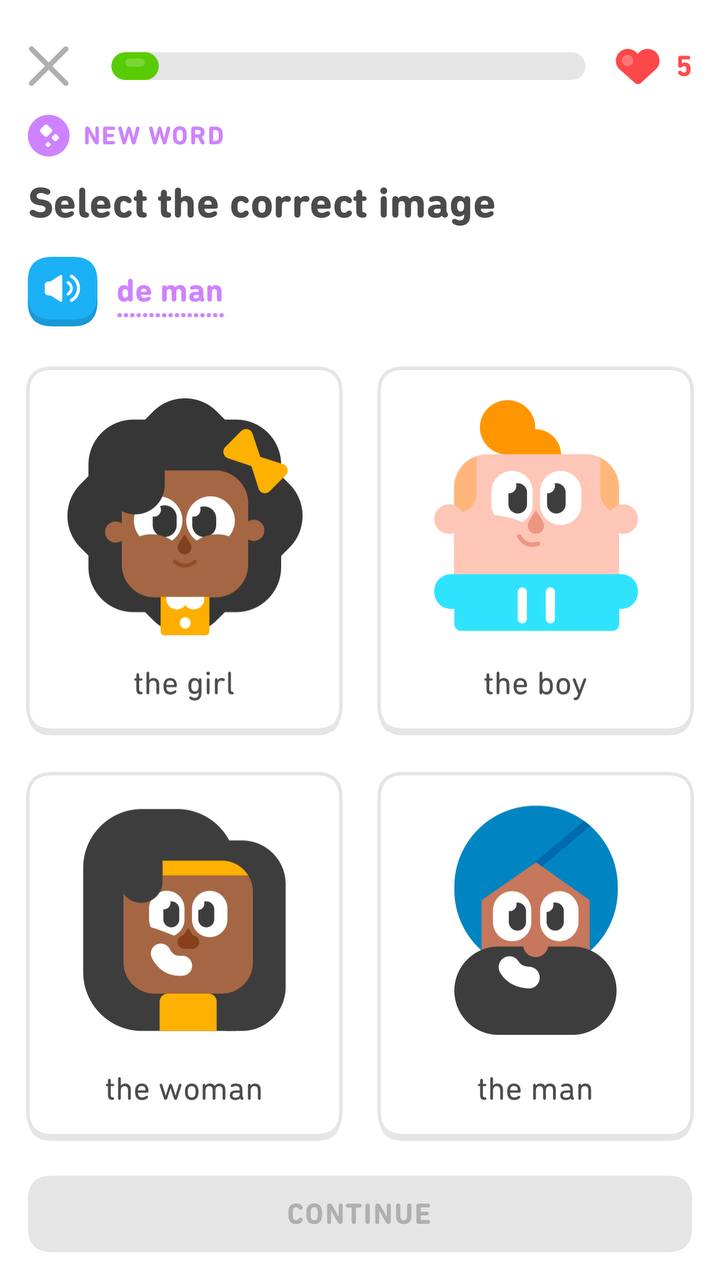 5
NEW WORD
Select the correct image
de man
the girl
the boy
the woman
the man
CONTINUE